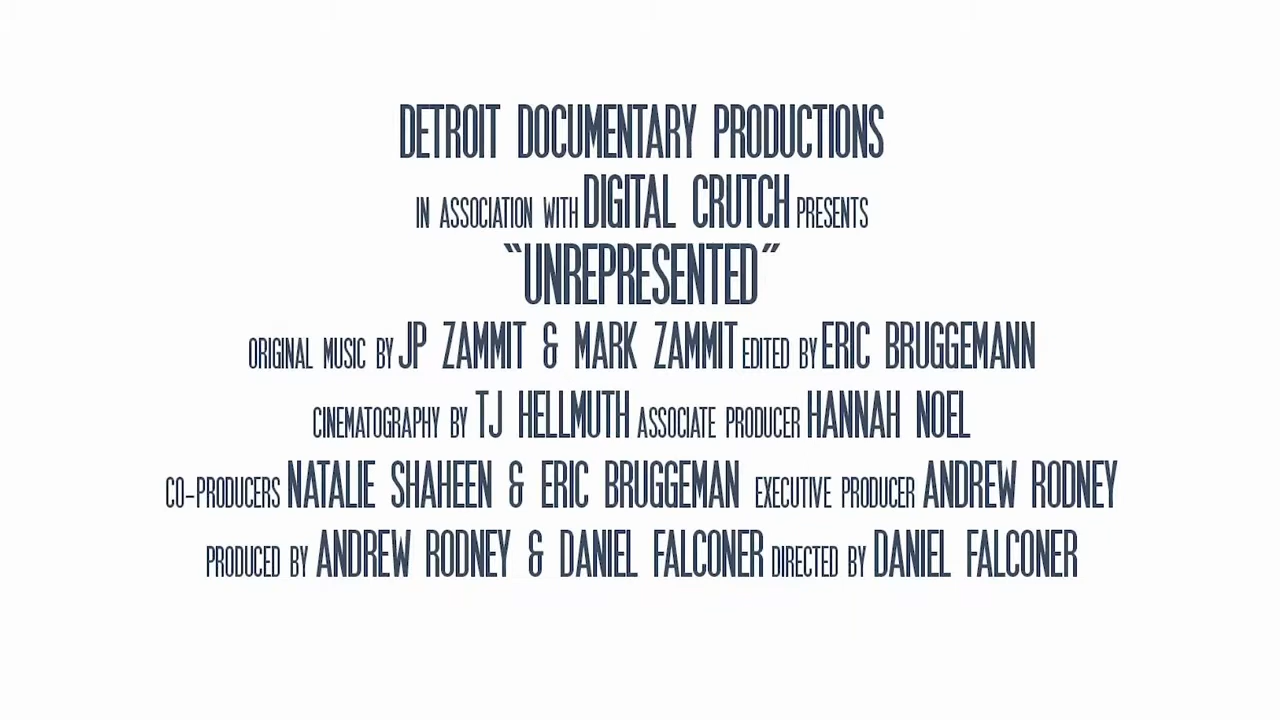 DETROIT DOCUMENTARY PRODUCTIONS
IN ASSOCIATION WITH DIGITAL CRUTCH PRESENTS
“UNREPRESENTED”
ORIGINAL MUSIC BY JP ZAMMIT & MARK ZAMMIT EDITED BY ERIC BRUGGEMANN
CINEMATOGRAPHY BY TJ HELLMUTH ASSOCIATE PRODUCER HANNAH NOEL
CO-PRODUCERS NATALIE SHAHEEN & ERIC BRUGGEMAN EXECUTIVE PRODUCER ANDREW RODNEY
PRODUCED BY ANDREW RODNEY & DANIEL FALCONER DIRECTED BY DANIEL FALCONER